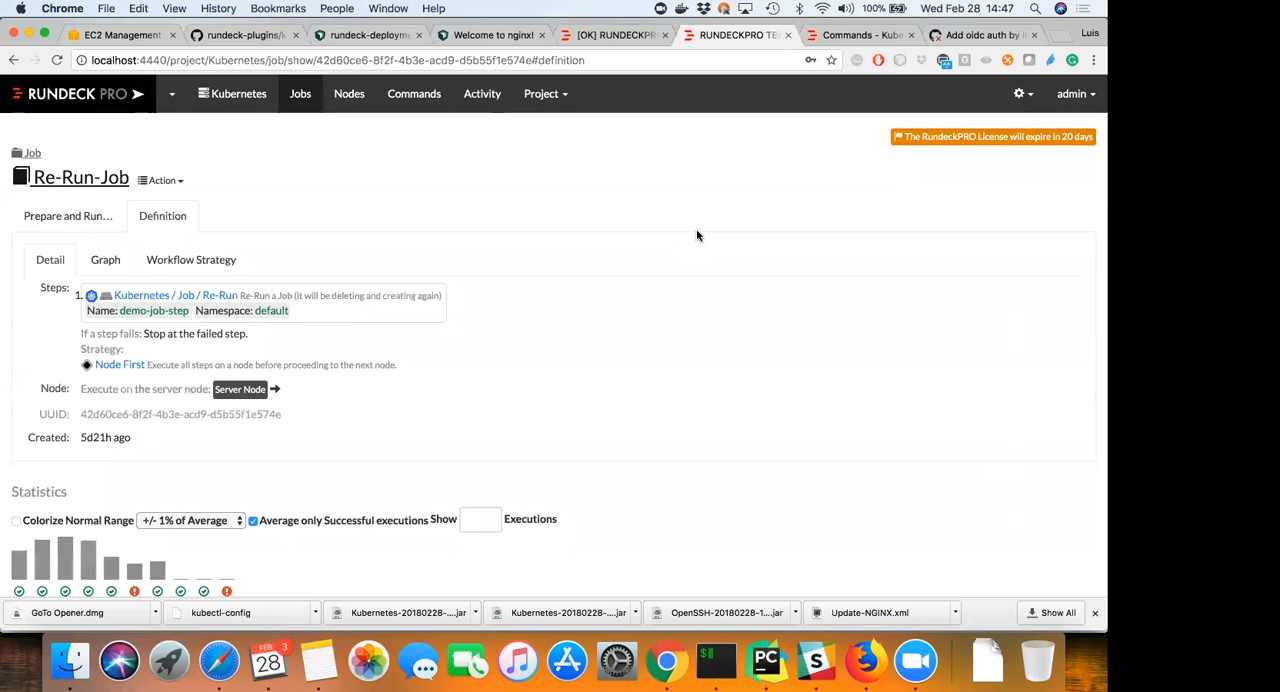 Chrome File Edit View History Bookmarks People Window Help 100% Wed Feb 28 14:47
EC2 Management rundeck-plugins/k rundeck-deployme Welcome to nginx! [OK] RUNDECKPR RUNDECKPRO TE Commands - Kube Add oidc auth by Luis
localhost:4440/project/Kubernetes/job/show/42d60ce6-8f2f-4b3e-acd9-d5b55f1e574e#definition
RUNDECK PRO Kubernetes Jobs Nodes Commands Activity Project admin
The RundeckPRO License will expire in 20 days
Job
Re-Run-Job Action
Prepare and Run... Definition
Detail Graph Workflow Strategy
Steps: 1. Kubernetes / Job / Re-Run Re-Run a Job (it will be deleting and creating again)
Name: demo-job-step Namespace: default
If a step fails: Stop at the failed step.
Strategy:
Node First Execute all steps on a node before proceeding to the next node.
Node: Execute on the server node: Server Node
UUID: 42d60ce6-8f2f-4b3e-acd9-d5b55f1e574e
Created: 5d21h ago
Statistics
Colorize Normal Range +/- 1% of Average Average only Successful executions Show Executions
GoTo Opener.dmg kubectl-config Kubernetes-20180228-....jar Kubernetes-20180228-....jar OpenSSH-20180228-1....jar Update-NGINX.xml Show All
FEB 3
28
$
PC
S